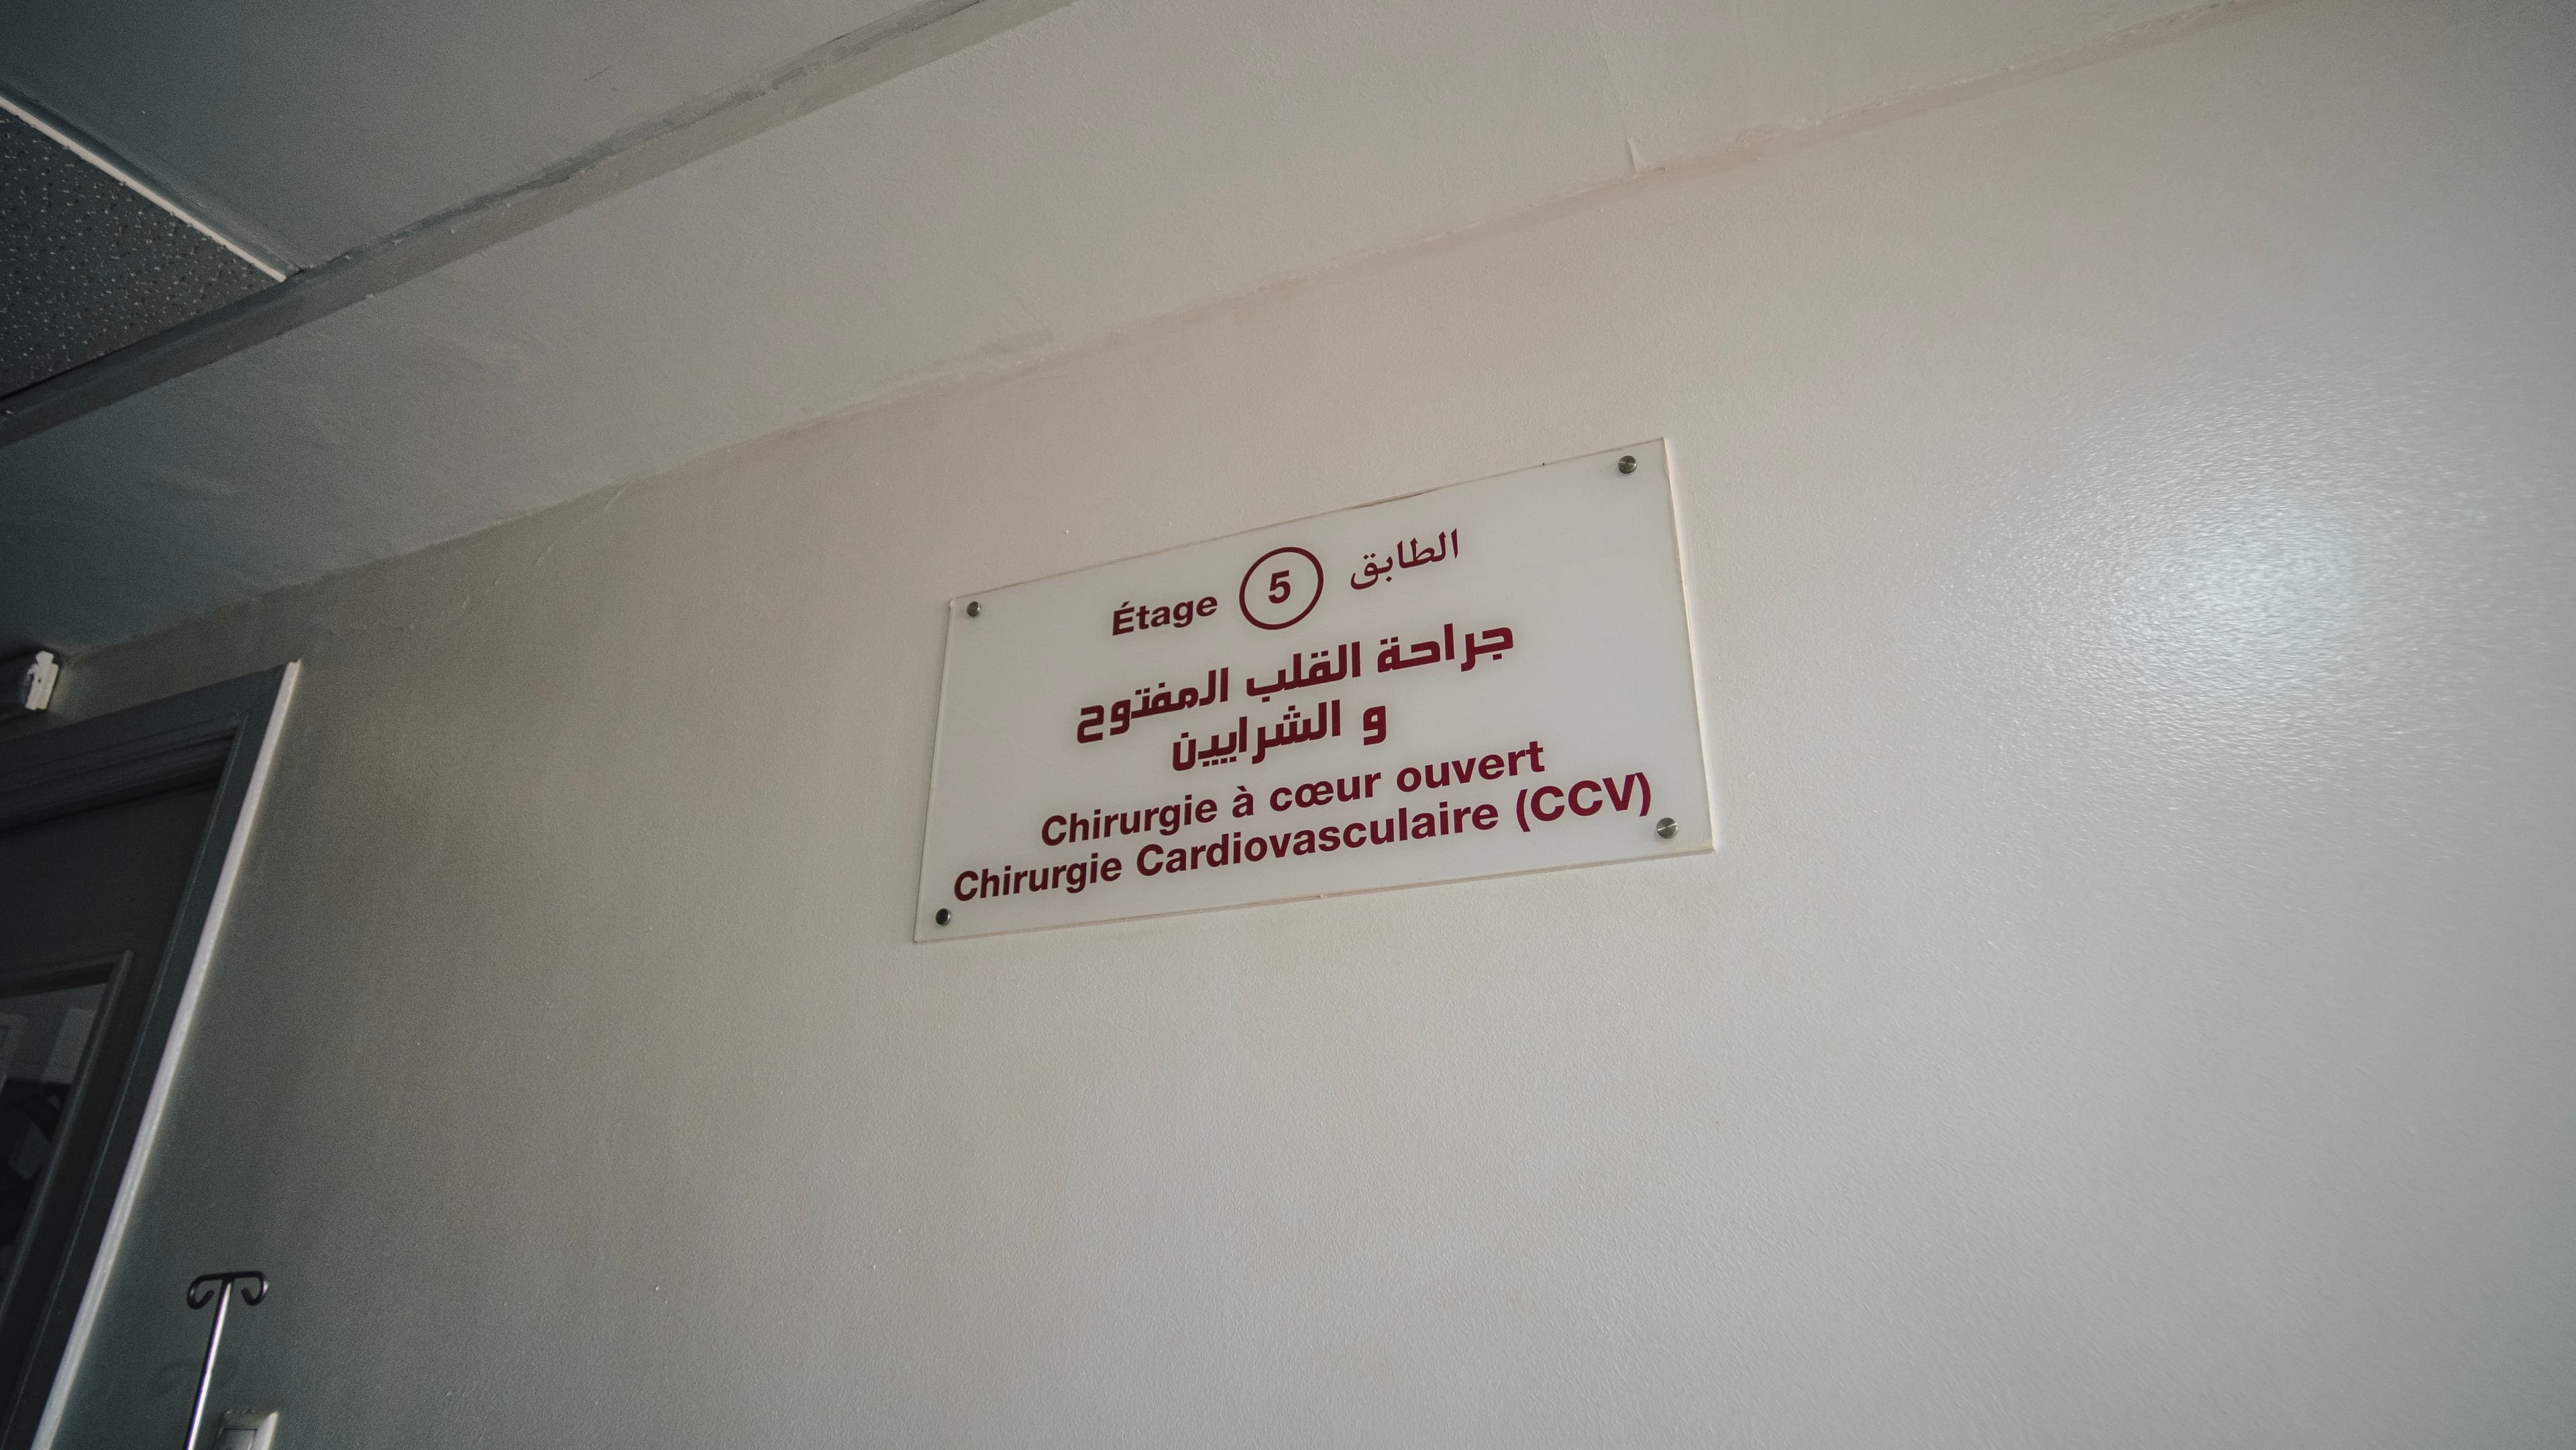 Étage 5 الطابق
جراحة القلب المفتوح
و الشرايين
Chirurgie à cœur ouvert
Chirurgie Cardiovasculaire (CCV)